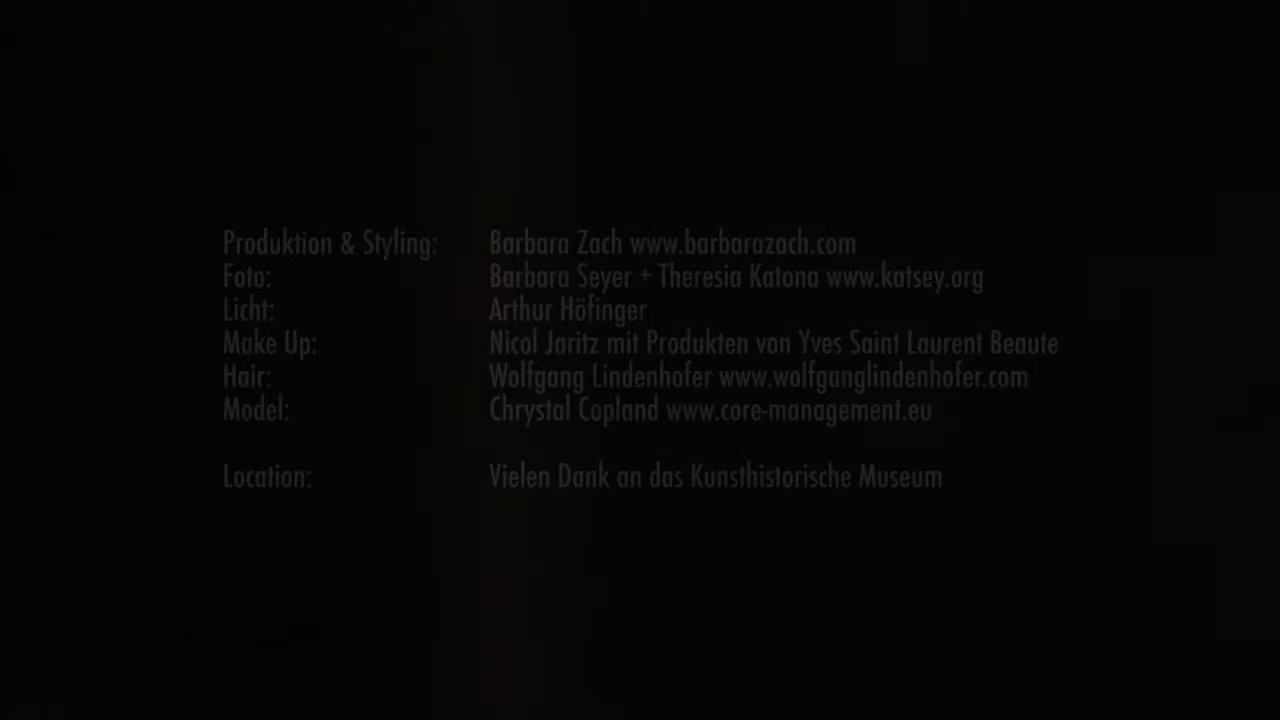 Produktion & Styling: Barbara Zach www.barbarazach.com
Foto: Barbara Seyer + Theresia Katona www.katsey.org
Licht: Arthur Höfinger
Make Up: Nicol Jaritz mit Produkten von Yves Saint Laurent Beaute
Hair: Wolfgang Lindenhofer www.wolfganglindenhofer.com
Model: Chrystal Copland www.core-management.eu
Location: Vielen Dank an das Kunsthistorische Museum